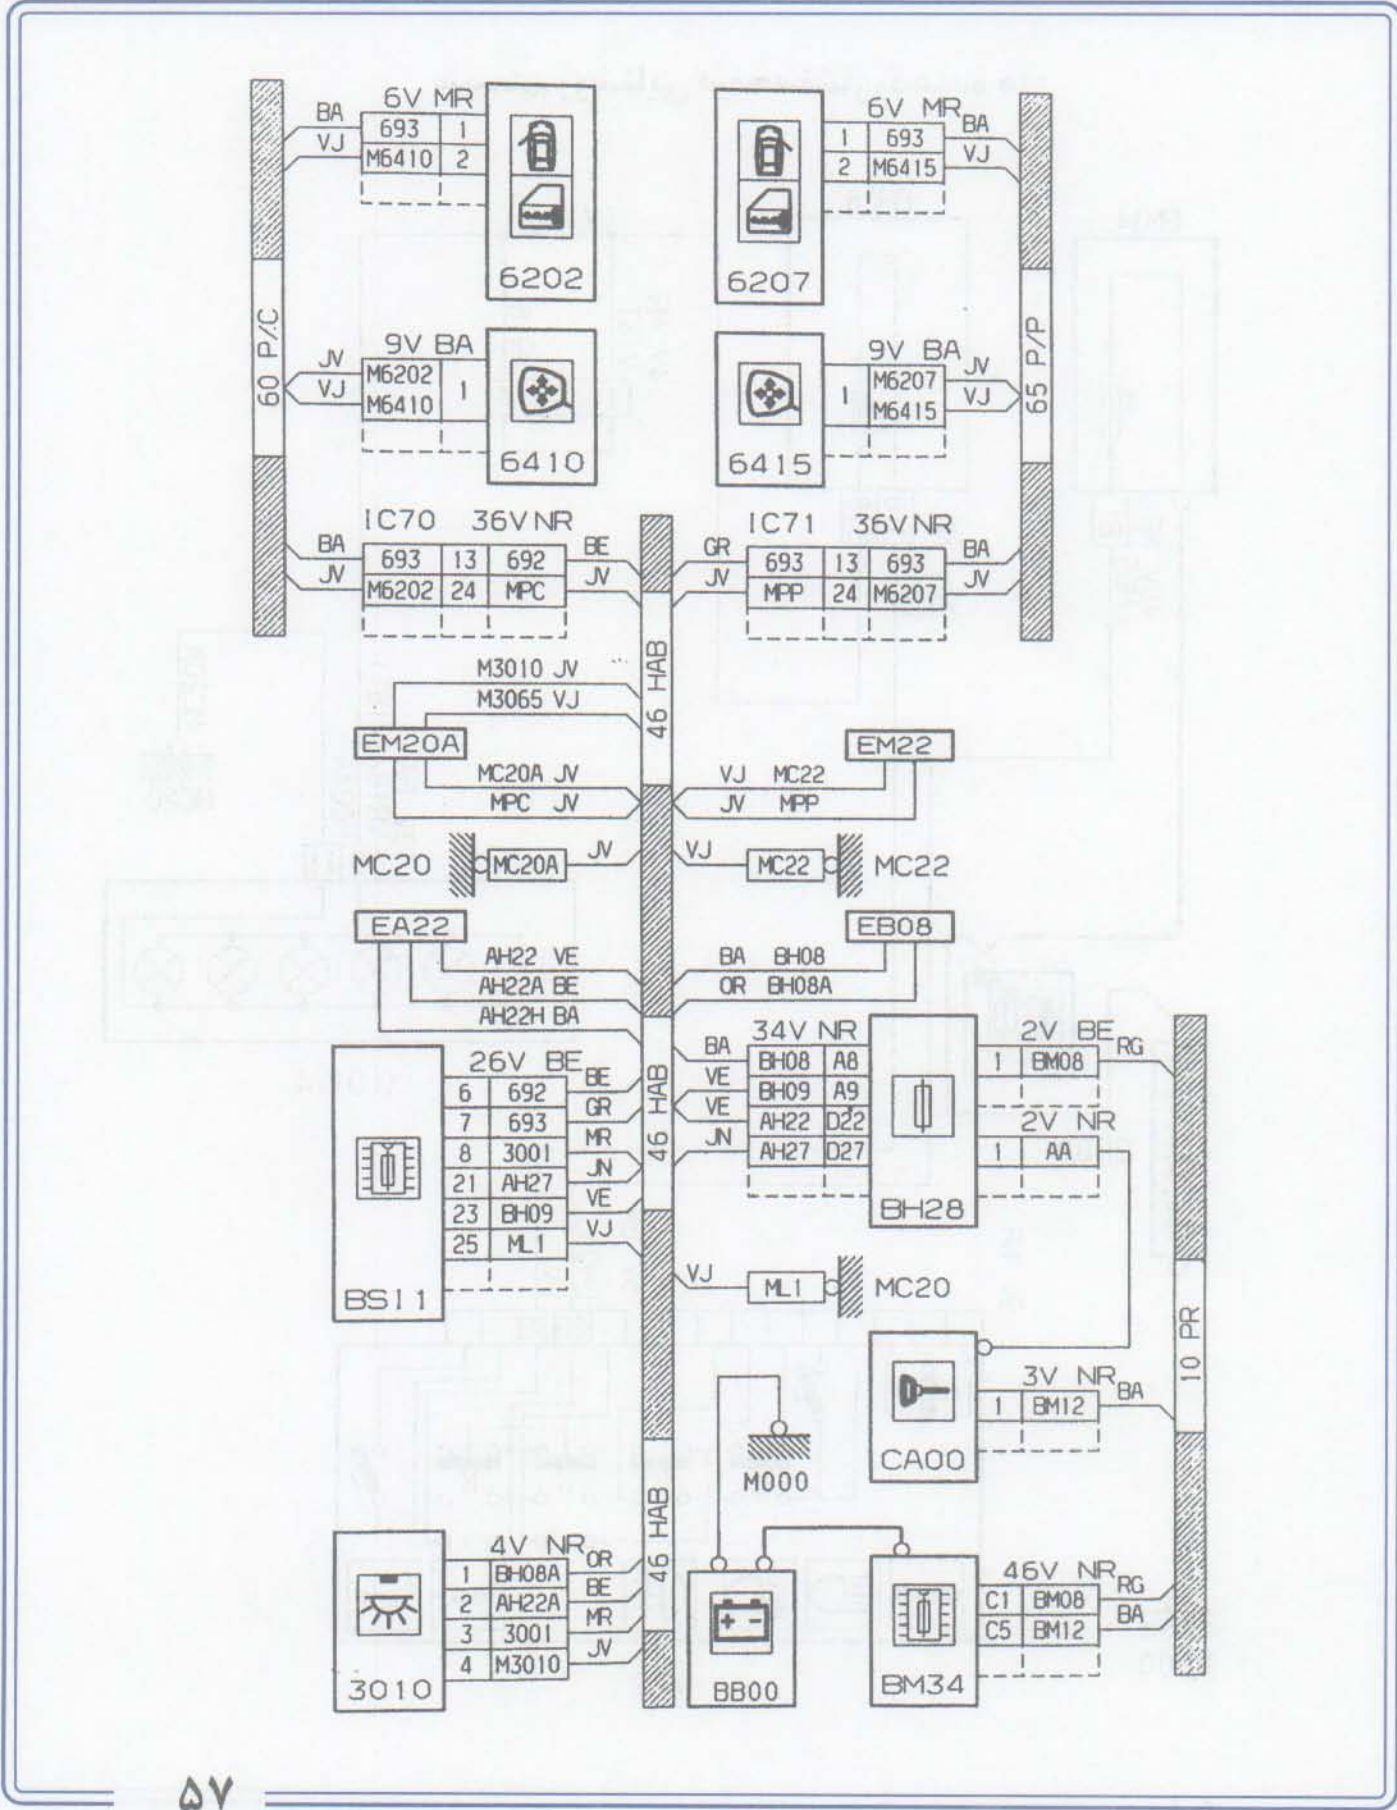 6V MR
BA 693 1
VJ M6410 2
6202
6V MR
1 693 BA
2 M6415 VJ
6207
60 P/C
9V BA
JV M6202 1
VJ M6410
6410
9V BA
1 M6207 JV
M6415 VJ
6415
65 P/P
IC70 36V NR
BA 693 13 692 BE
JV M6202 24 MPC JV
IC71 36V NR
GR 693 13 693 BA
JV MPP 24 M6207 JV
46 HAB
M3010 JV
M3065 VJ
EM20A
MC20A JV
MPC JV
EM22
VJ MC22
JV MPP
MC20 MC20A JV
VJ MC22 MC22
EA22
AH22 VE
AH22A BE
AH22H BA
EB08
BA BH08
OR BH08A
46 HAB
26V BE
6 692 BE
7 693 GR
8 3001 MR
21 AH27 JN
23 BH09 VE
25 ML1 VJ
BSI1
34V NR
BA BH08 A8
VE BH09 A9
VE AH22 D22
JN AH27 D27
2V BE
1 BM08 RG
2V NR
1 AA
BH28
VJ ML1 MC20
10 PR
3V NR
1 BM12 BA
CA00
M000
46 HAB
4V NR
1 BH08A OR
2 AH22A BE
3 3001 MR
4 M3010 JV
3010
BB00
46V NR
C1 BM08 RG
C5 BM12 BA
BM34
۵۷